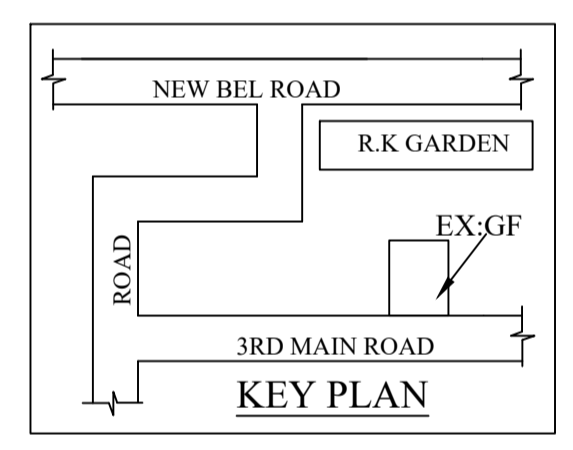 NEW BEL ROAD
R.K GARDEN
EX:GF
ROAD
3RD MAIN ROAD
KEY PLAN